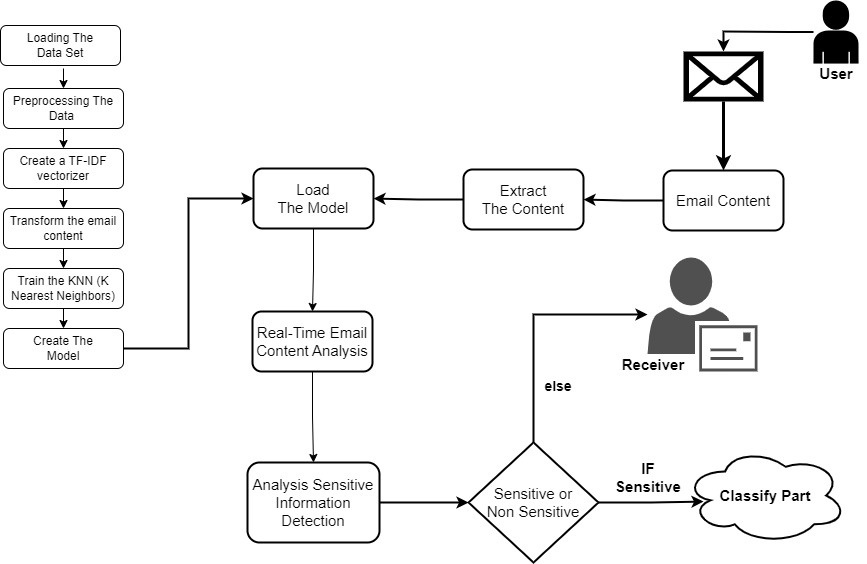 Loading The
Data Set
Preprocessing The
Data
Create a TF-IDF
vectorizer
Transform the email
content
Train the KNN (K
Nearest Neighbors)
Create The
Model
User
Email Content
Extract
The Content
Load
The Model
Real-Time Email
Content Analysis
Analysis Sensitive
Information
Detection
Sensitive or
Non Sensitive
else
Receiver
IF
Sensitive
Classify Part